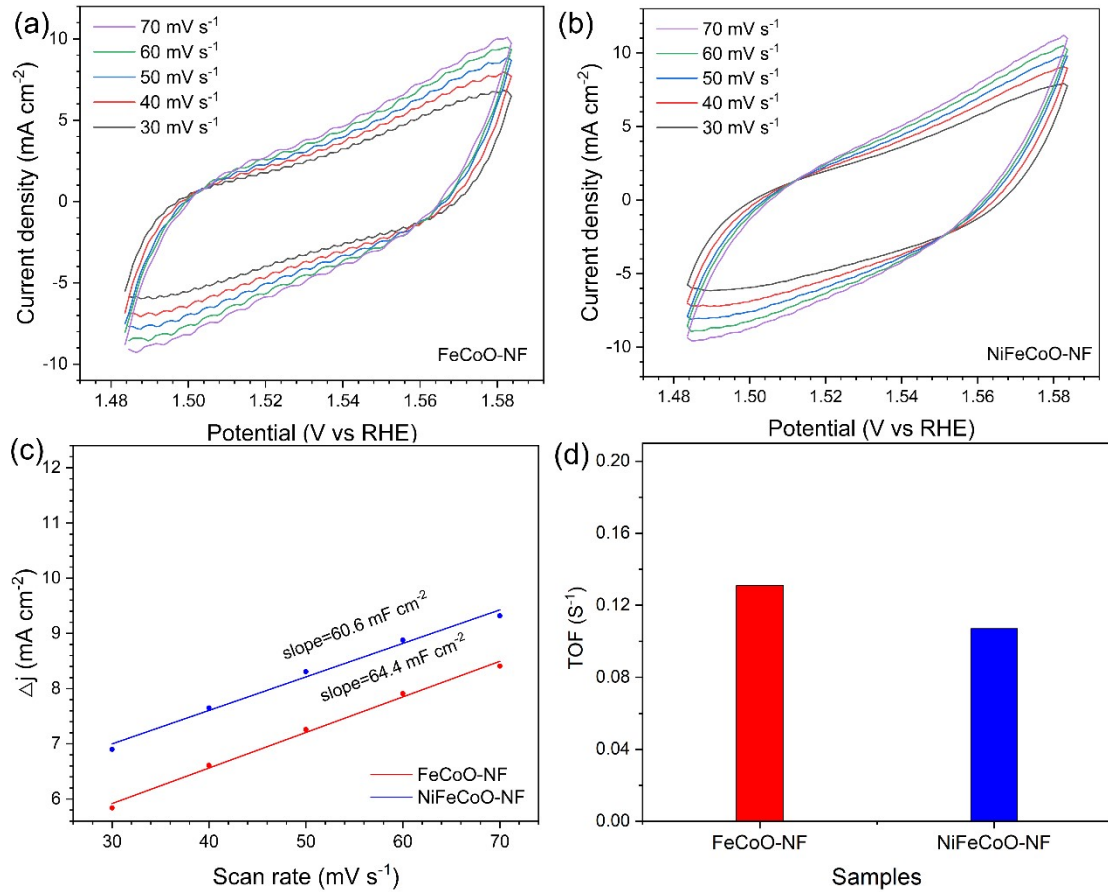 (a)
70 mV s⁻¹
60 mV s⁻¹
50 mV s⁻¹
40 mV s⁻¹
30 mV s⁻¹
Current density (mA cm⁻²)
10
5
0
-5
-10
FeCoO-NF
1.48 1.50 1.52 1.54 1.56 1.58
Potential (V vs RHE)
(b)
70 mV s⁻¹
60 mV s⁻¹
50 mV s⁻¹
40 mV s⁻¹
30 mV s⁻¹
Current density (mA cm⁻²)
10
5
0
-5
-10
NiFeCoO-NF
1.48 1.50 1.52 1.54 1.56 1.58
Potential (V vs RHE)
(c)
△j (mA cm⁻²)
12
11
10
9
8
7
6
slope=60.6 mF cm⁻²
slope=64.4 mF cm⁻²
FeCoO-NF
NiFeCoO-NF
30 40 50 60 70
Scan rate (mV s⁻¹)
(d)
TOF (S⁻¹)
0.20
0.16
0.12
0.08
0.04
0.00
FeCoO-NF NiFeCoO-NF
Samples